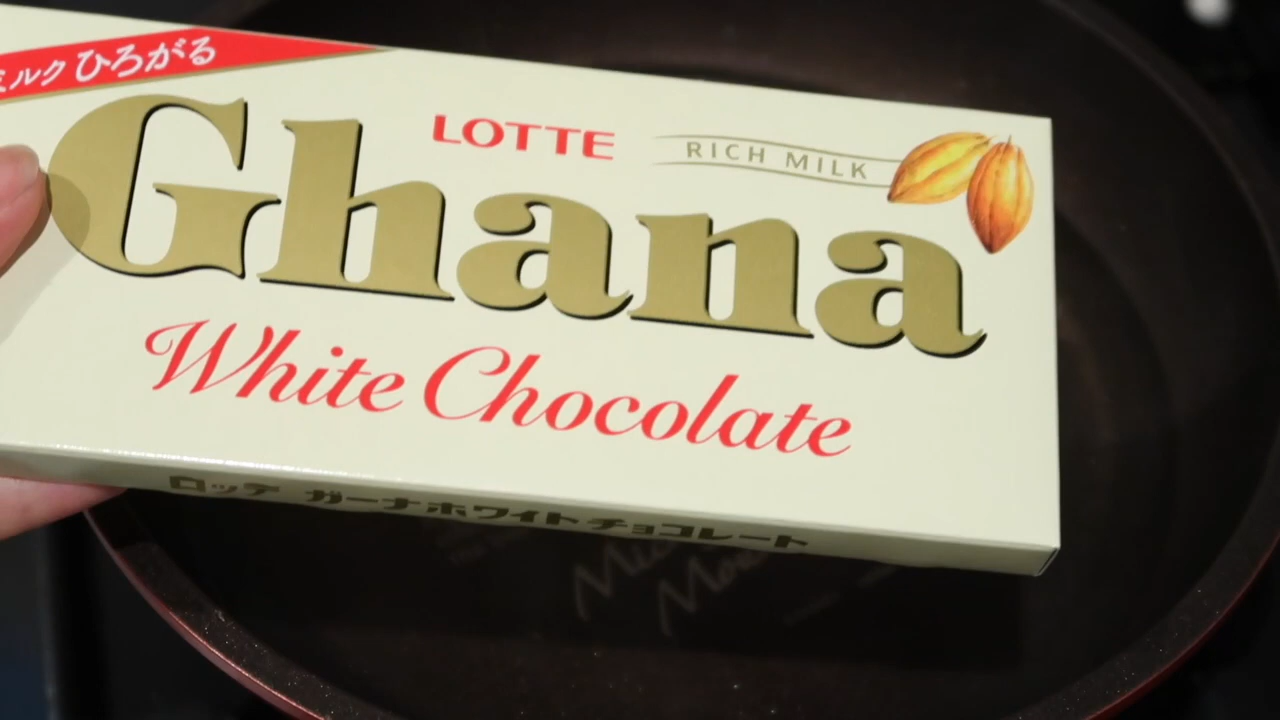 ミルク ひろがる
LOTTE
RICH MILK
Ghana
White Chocolate
ロッテ ガーナホワイトチョコレート